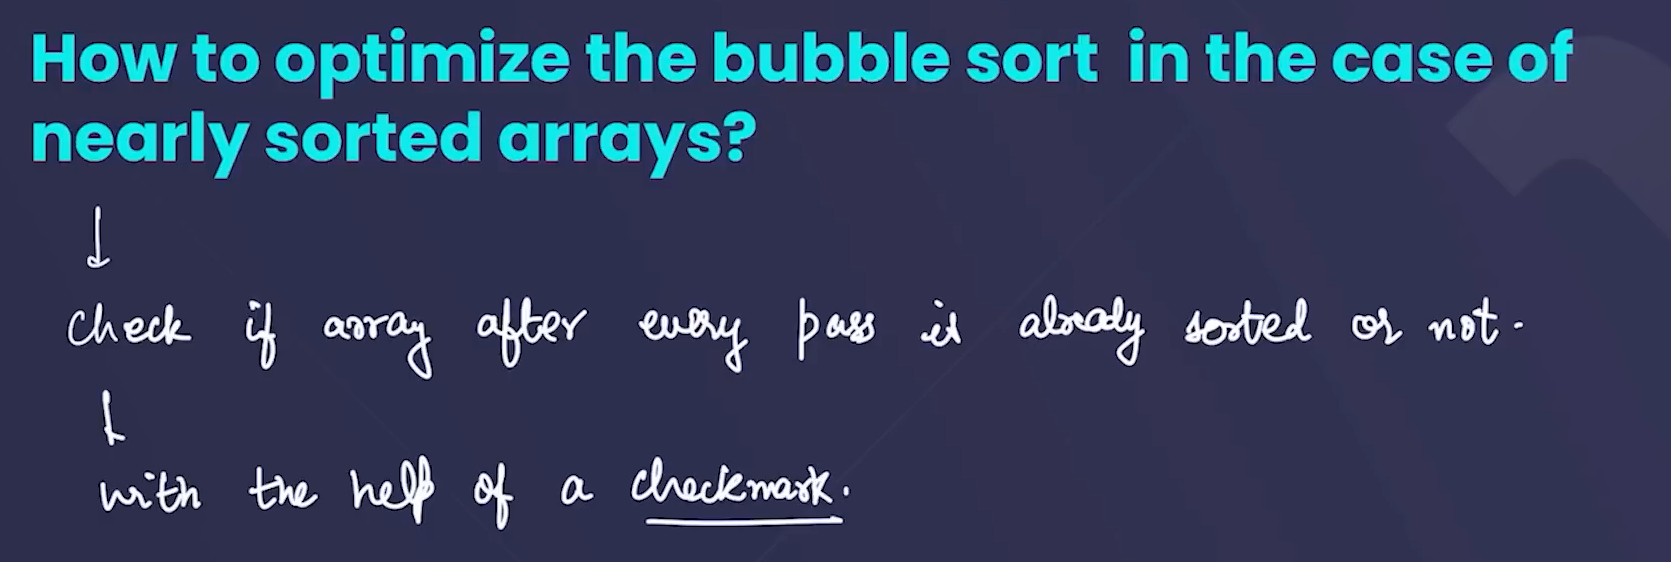 How to optimize the bubble sort in the case of
nearly sorted arrays?
check if array after every pass is already sorted or not.
with the help of a checkmark.